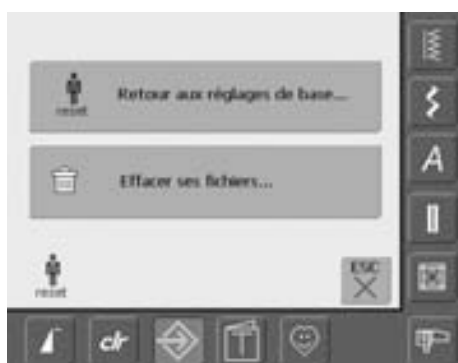 reset
Retour aux réglages de base...
Effacer ses fichiers...
reset
ESC
A
clr